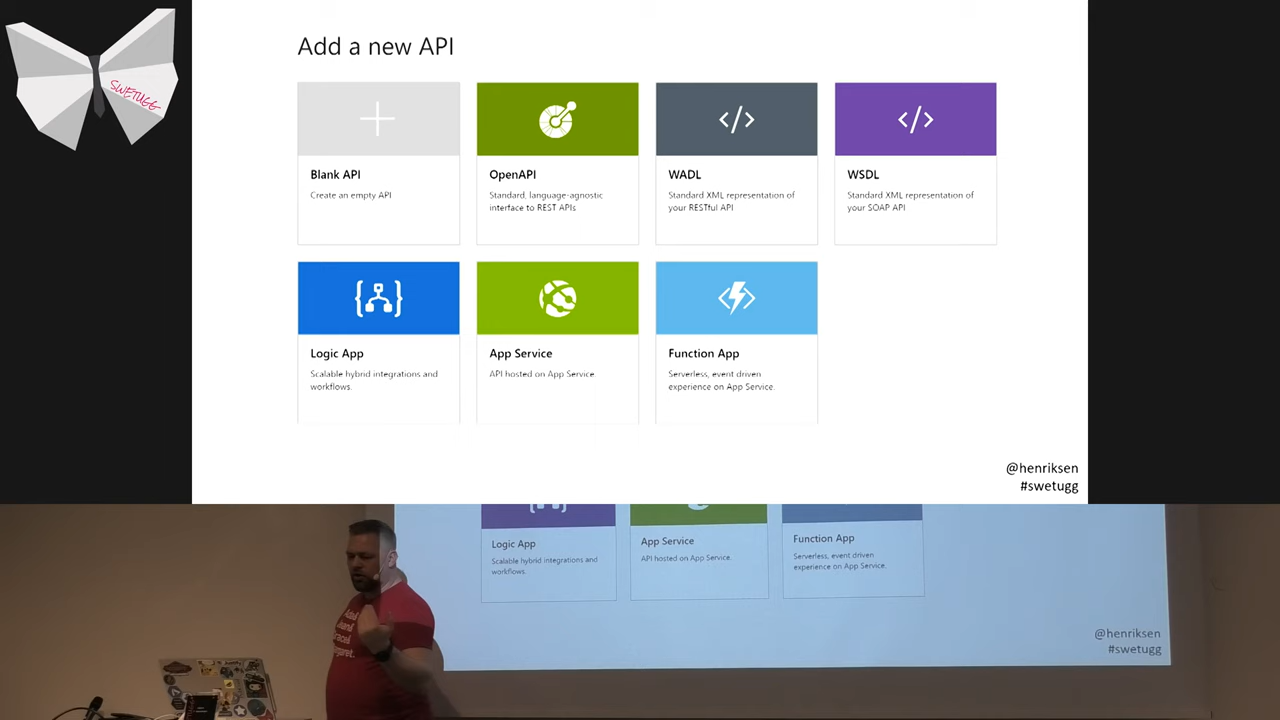 SWETUGG
Add a new API
Blank API
Create an empty API
OpenAPI
Standard, language-agnostic
interface to REST APIs
WADL
Standard XML representation of
your RESTful API
WSDL
Standard XML representation of
your SOAP API
Logic App
Scalable hybrid integrations and
workflows.
App Service
API hosted on App Service.
Function App
Serverless, event driven
experience on App Service.
@henriksen
#swetugg
Logic App
Scalable hybrid integrations and
workflows.
App Service
API hosted on App Service.
Function App
Serverless, event driven
experience on App Service.
@henriksen
#swetugg